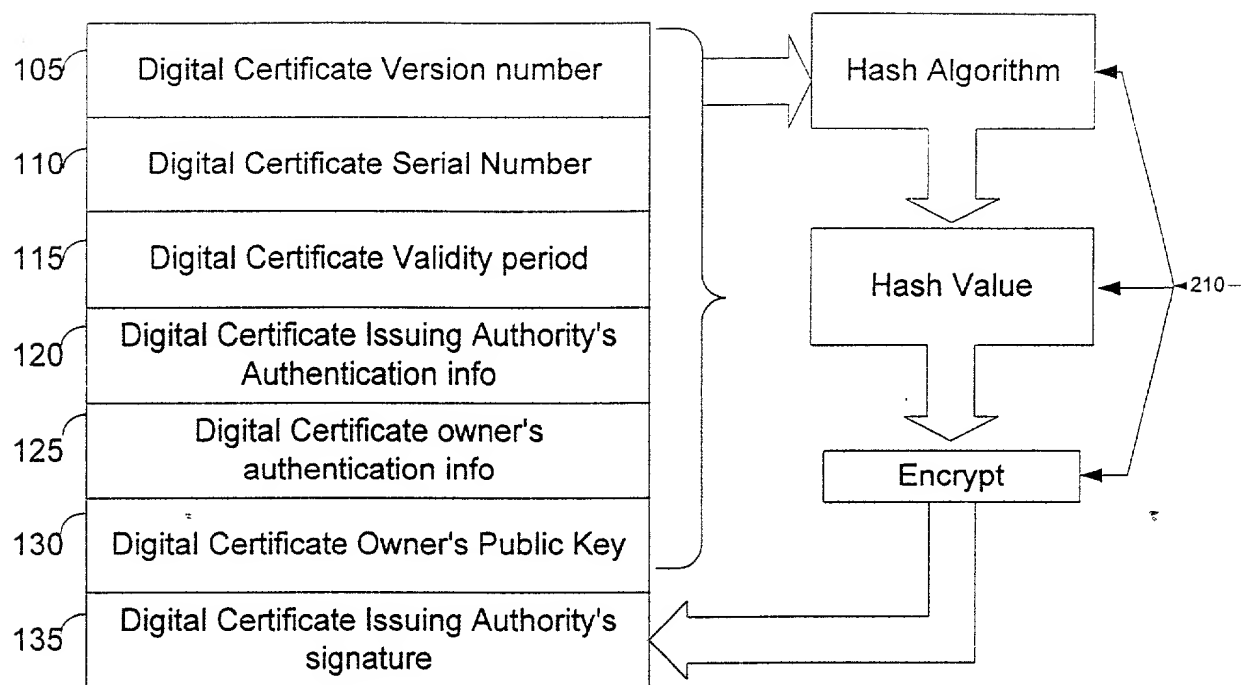 105
Digital Certificate Version number
110
Digital Certificate Serial Number
115
Digital Certificate Validity period
120
Digital Certificate Issuing Authority's
Authentication info
125
Digital Certificate owner's
authentication info
130
Digital Certificate Owner's Public Key
135
Digital Certificate Issuing Authority's
signature
Hash Algorithm
Hash Value
210
Encrypt